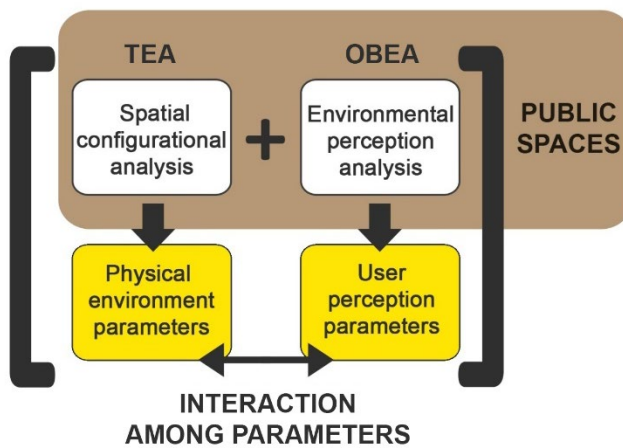 TEA
OBEA
Spatial
configurational
analysis
+
Environmental
perception
analysis
PUBLIC
SPACES
Physical
environment
parameters
User
perception
parameters
INTERACTION
AMONG PARAMETERS